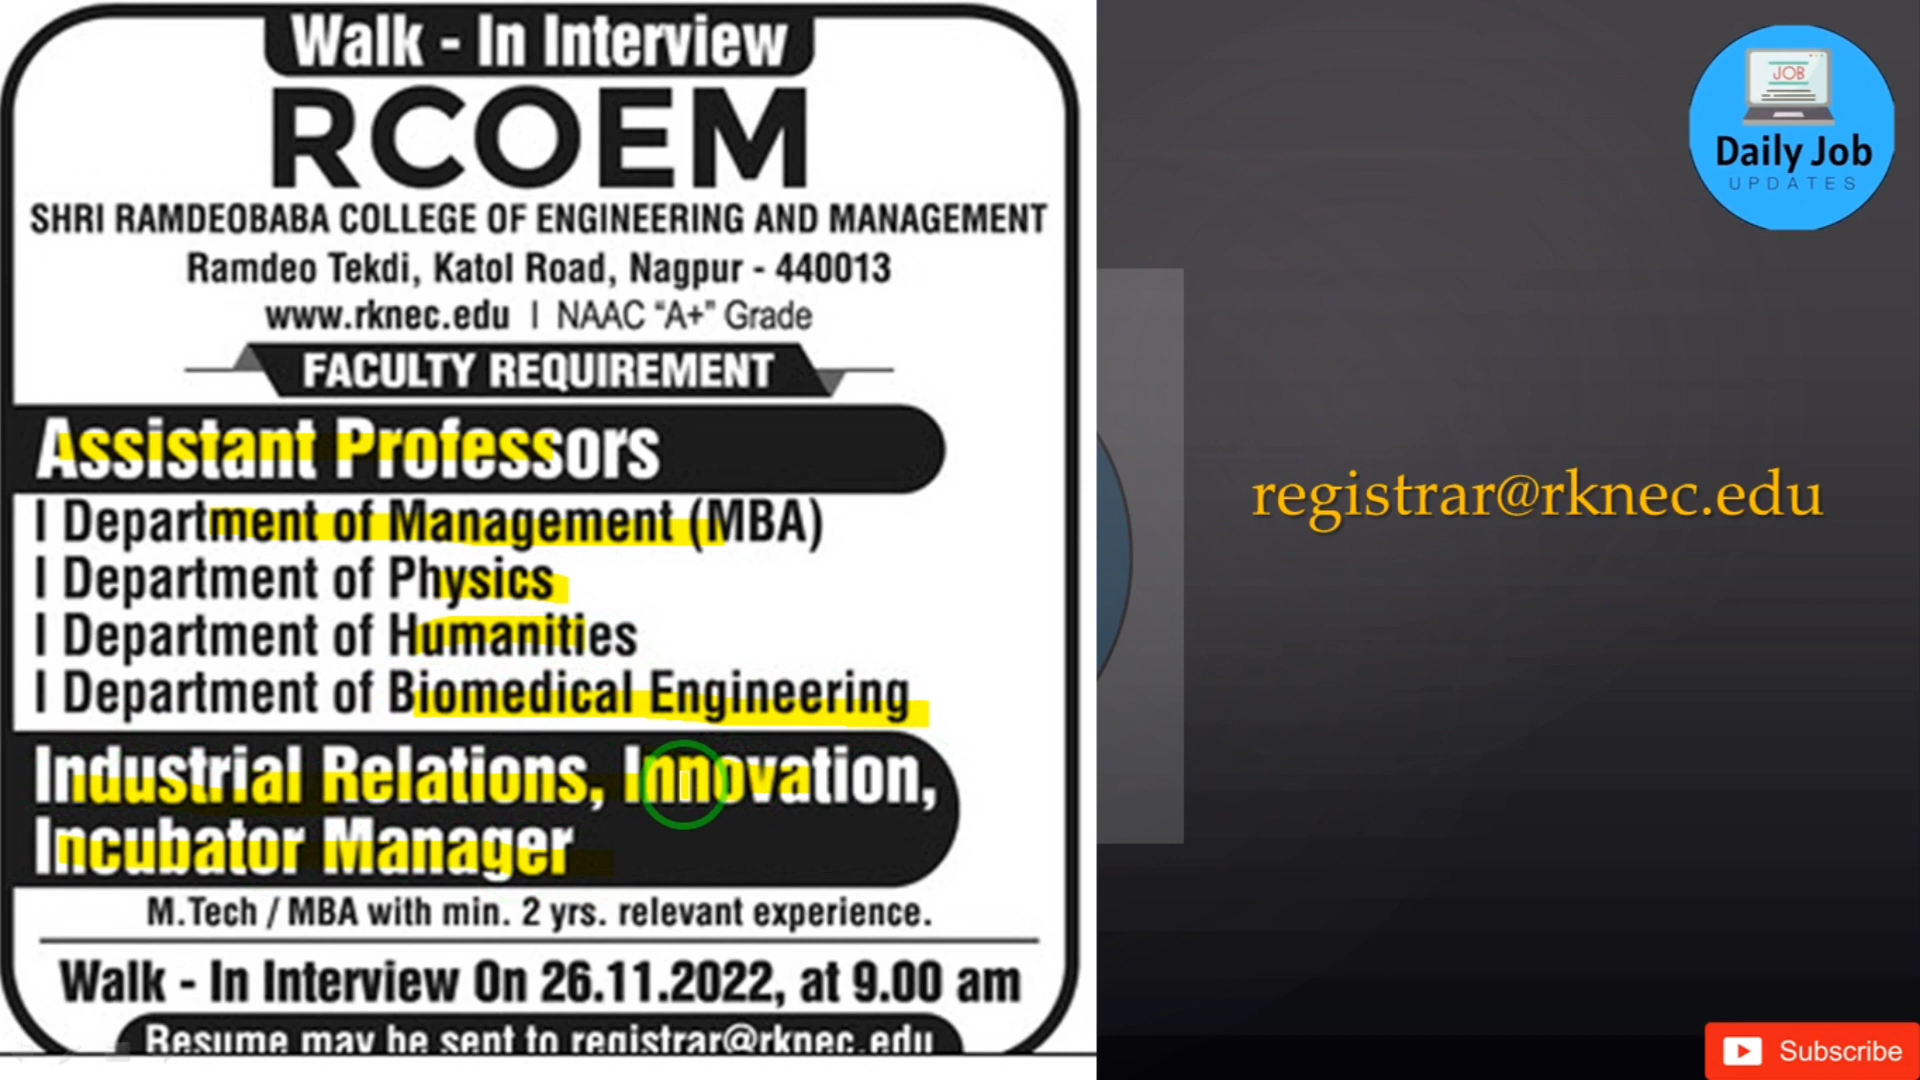 Walk - In Interview
RCOEM
SHRI RAMDEOBABA COLLEGE OF ENGINEERING AND MANAGEMENT
Ramdeo Tekdi, Katol Road, Nagpur - 440013
www.rknec.edu | NAAC "A+" Grade
FACULTY REQUIREMENT
Assistant Professors
| Department of Management (MBA)
| Department of Physics
| Department of Humanities
| Department of Biomedical Engineering
Industrial Relations, Innovation,
Incubator Manager
M.Tech / MBA with min. 2 yrs. relevant experience.
Walk - In Interview On 26.11.2022, at 9.00 am
Resume may be sent to registrar@rknec.edu
JOB
Daily Job
UPDATES
registrar@rknec.edu
Subscribe